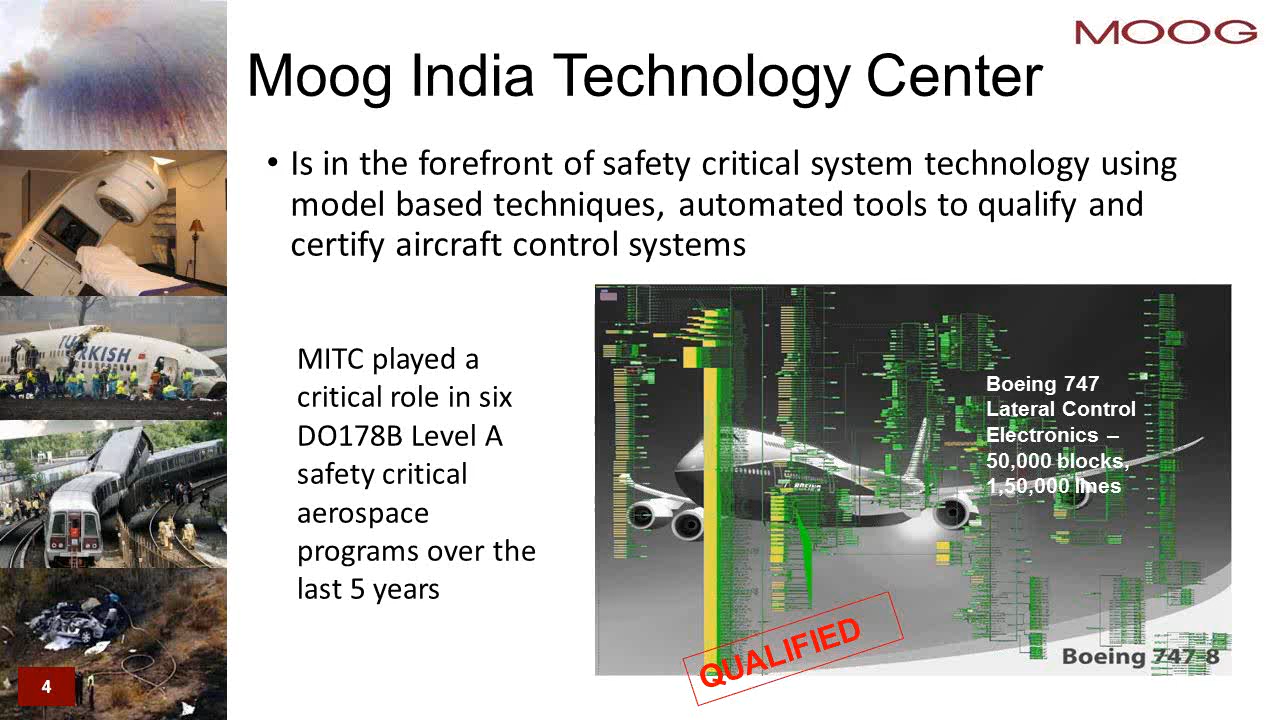 MOOG
Moog India Technology Center
• Is in the forefront of safety critical system technology using
model based techniques, automated tools to qualify and
certify aircraft control systems
MITC played a
critical role in six
DO178B Level A
safety critical
aerospace
programs over the
last 5 years
Boeing 747
Lateral Control
Electronics –
50,000 blocks,
1,50,000 lines
BOEING
QUALIFIED
Boeing 747-8
TURKISH
4